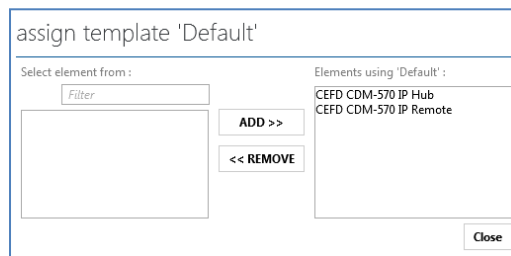 assign template 'Default'
Select element from :
Filter
ADD >>
<< REMOVE
Elements using 'Default' :
CEFD CDM-570 IP Hub
CEFD CDM-570 IP Remote
Close